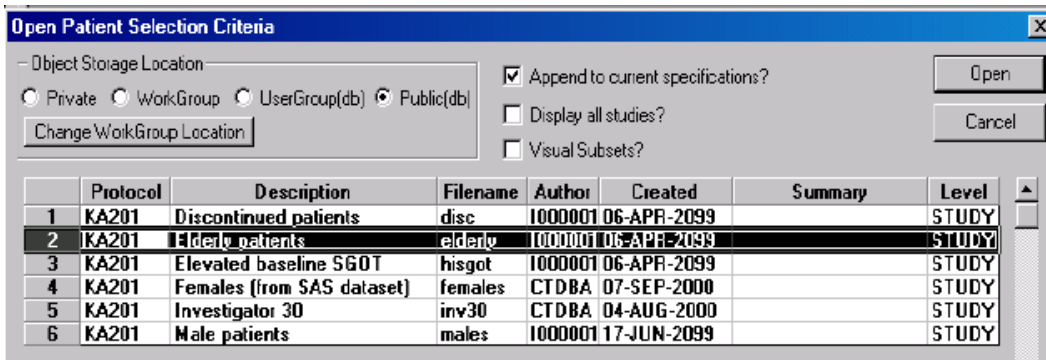 Open Patient Selection Criteria
Object Storage Location
Private WorkGroup UserGroup(db) Public(db)
Change WorkGroup Location
Append to current specifications?
Display all studies?
Visual Subsets?
Open
Cancel
Protocol Description Filename Author Created Summary Level
1 KA201 Discontinued patients disc I000001 06-APR-2099 STUDY
2 KA201 Elderly patients elderly I000001 06-APR-2099 STUDY
3 KA201 Elevated baseline SGOT hisgot I000001 06-APR-2099 STUDY
4 KA201 Females (from SAS dataset) females CTDBA 07-SEP-2000 STUDY
5 KA201 Investigator 30 inv30 CTDBA 04-AUG-2000 STUDY
6 KA201 Male patients males I000001 17-JUN-2099 STUDY